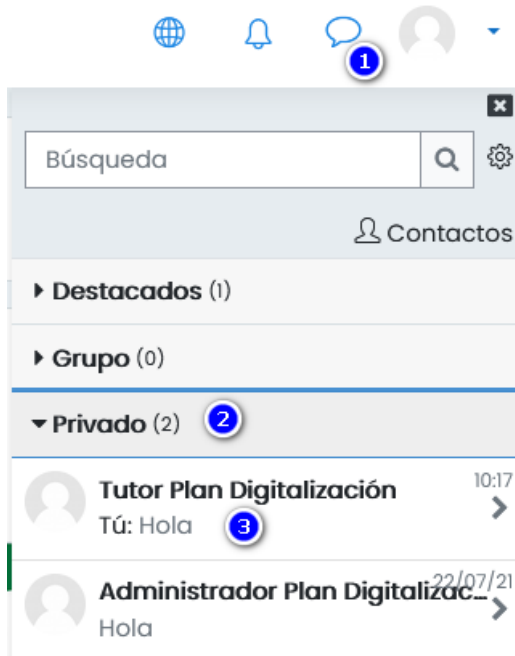 1
Búsqueda
Contactos
Destacados (1)
Grupo (0)
Privado (2) 2
Tutor Plan Digitalización 10:17
Tú: Hola 3
Administrador Plan Digitalizac... 22/07/21
Hola